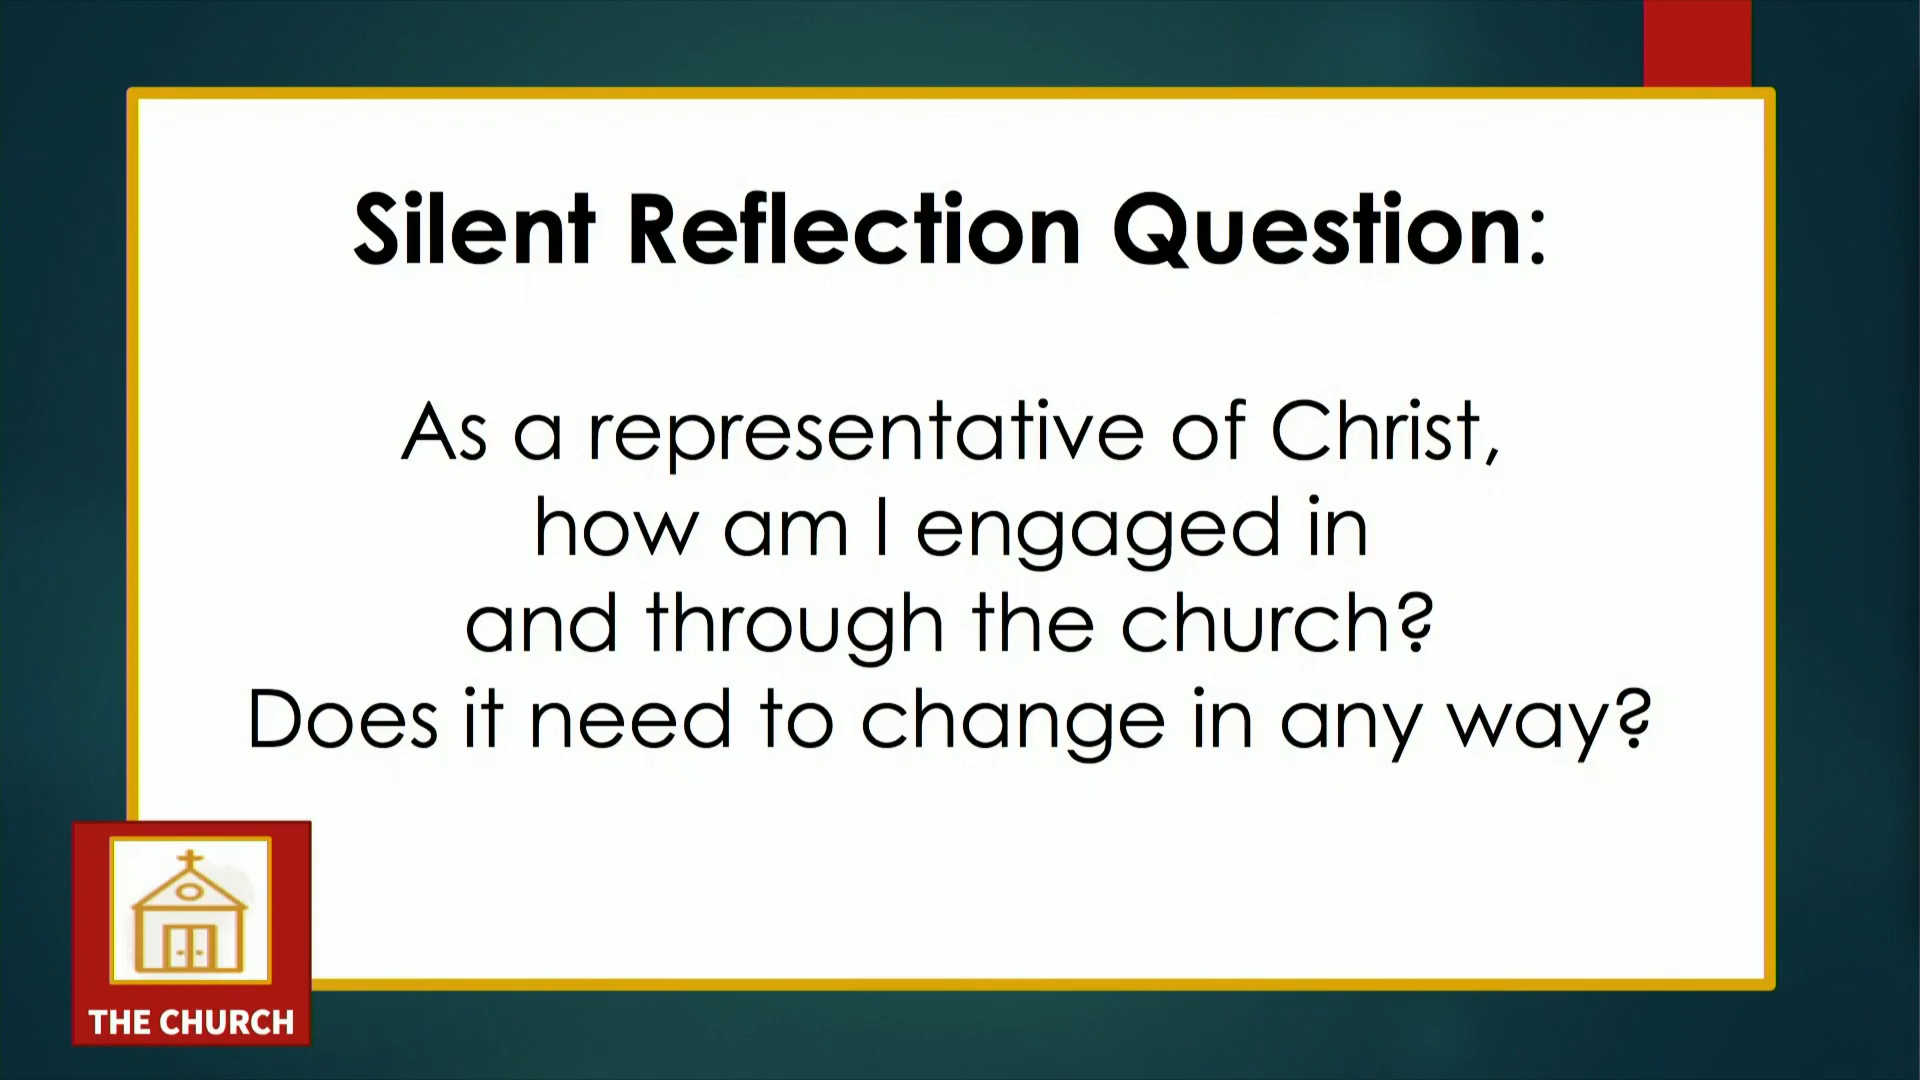 Silent Reflection Question:
As a representative of Christ,
how am I engaged in
and through the church?
Does it need to change in any way?
THE CHURCH